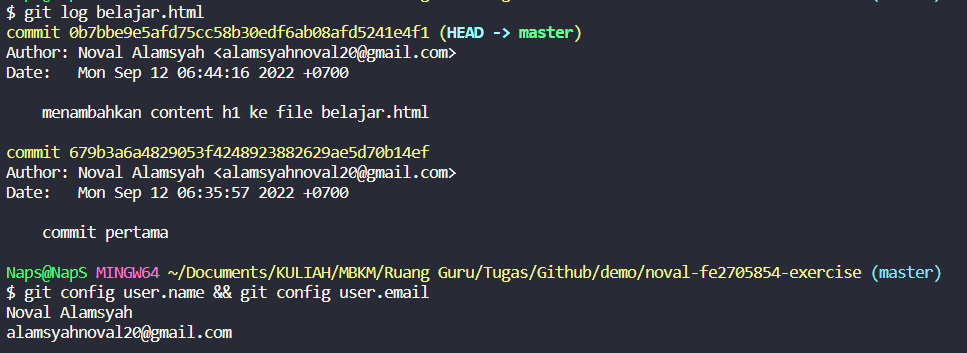 $ git log belajar.html
commit 0b7bbe9e5afd75cc58b30edf6ab08afd5241e4f1 (HEAD -> master)
Author: Noval Alamsyah <alamsyahnoval20@gmail.com>
Date:   Mon Sep 12 06:44:16 2022 +0700
menambahkan content h1 ke file belajar.html
commit 679b3a6a4829053f4248923882629ae5d70b14ef
Author: Noval Alamsyah <alamsyahnoval20@gmail.com>
Date:   Mon Sep 12 06:35:57 2022 +0700
commit pertama
Naps@NapS MINGW64 ~/Documents/KULIAH/MBKM/Ruang Guru/Tugas/Github/demo/noval-fe2705854-exercise (master)
$ git config user.name && git config user.email
Noval Alamsyah
alamsyahnoval20@gmail.com